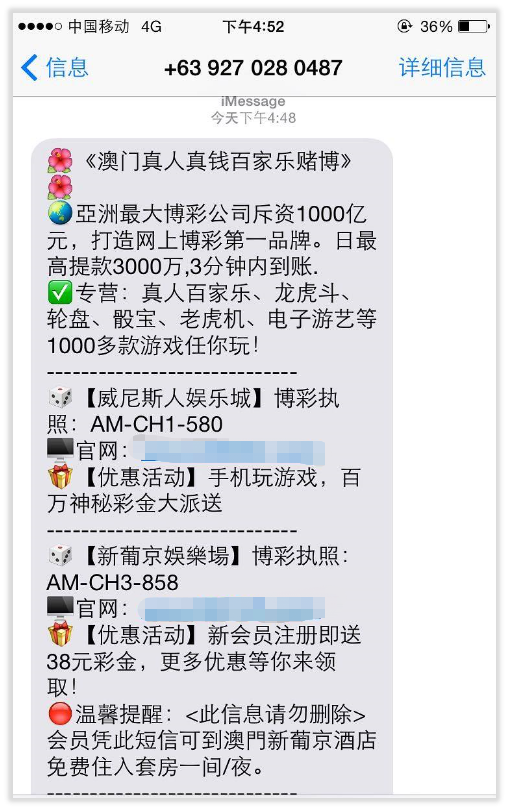 中国移动 4G 下午4:52 36%
信息 +63 927 028 0487 详细信息
iMessage
今天下午4:48
🌺《澳门真人真钱百家乐赌博》
🌺
🌏亞洲最大博彩公司斥资1000亿
元，打造网上博彩第一品牌。日最
高提款3000万,3分钟内到账.
✅专营：真人百家乐、龙虎斗、
轮盘、骰宝、老虎机、电子游艺等
1000多款游戏任你玩！
-----------------------------
🎲【威尼斯人娱乐城】博彩执
照：AM-CH1-580
🖥官网：
🎁【优惠活动】手机玩游戏，百
万神秘彩金大派送
-----------------------------
🎲【新葡京娛樂場】博彩执照：
AM-CH3-858
🖥官网：
🎁【优惠活动】新会员注册即送
38元彩金，更多优惠等你来领
取！
🔴温馨提醒：<此信息请勿删除>
会员凭此短信可到澳門新葡京酒店
免费住入套房一间/夜。
-----------------------------